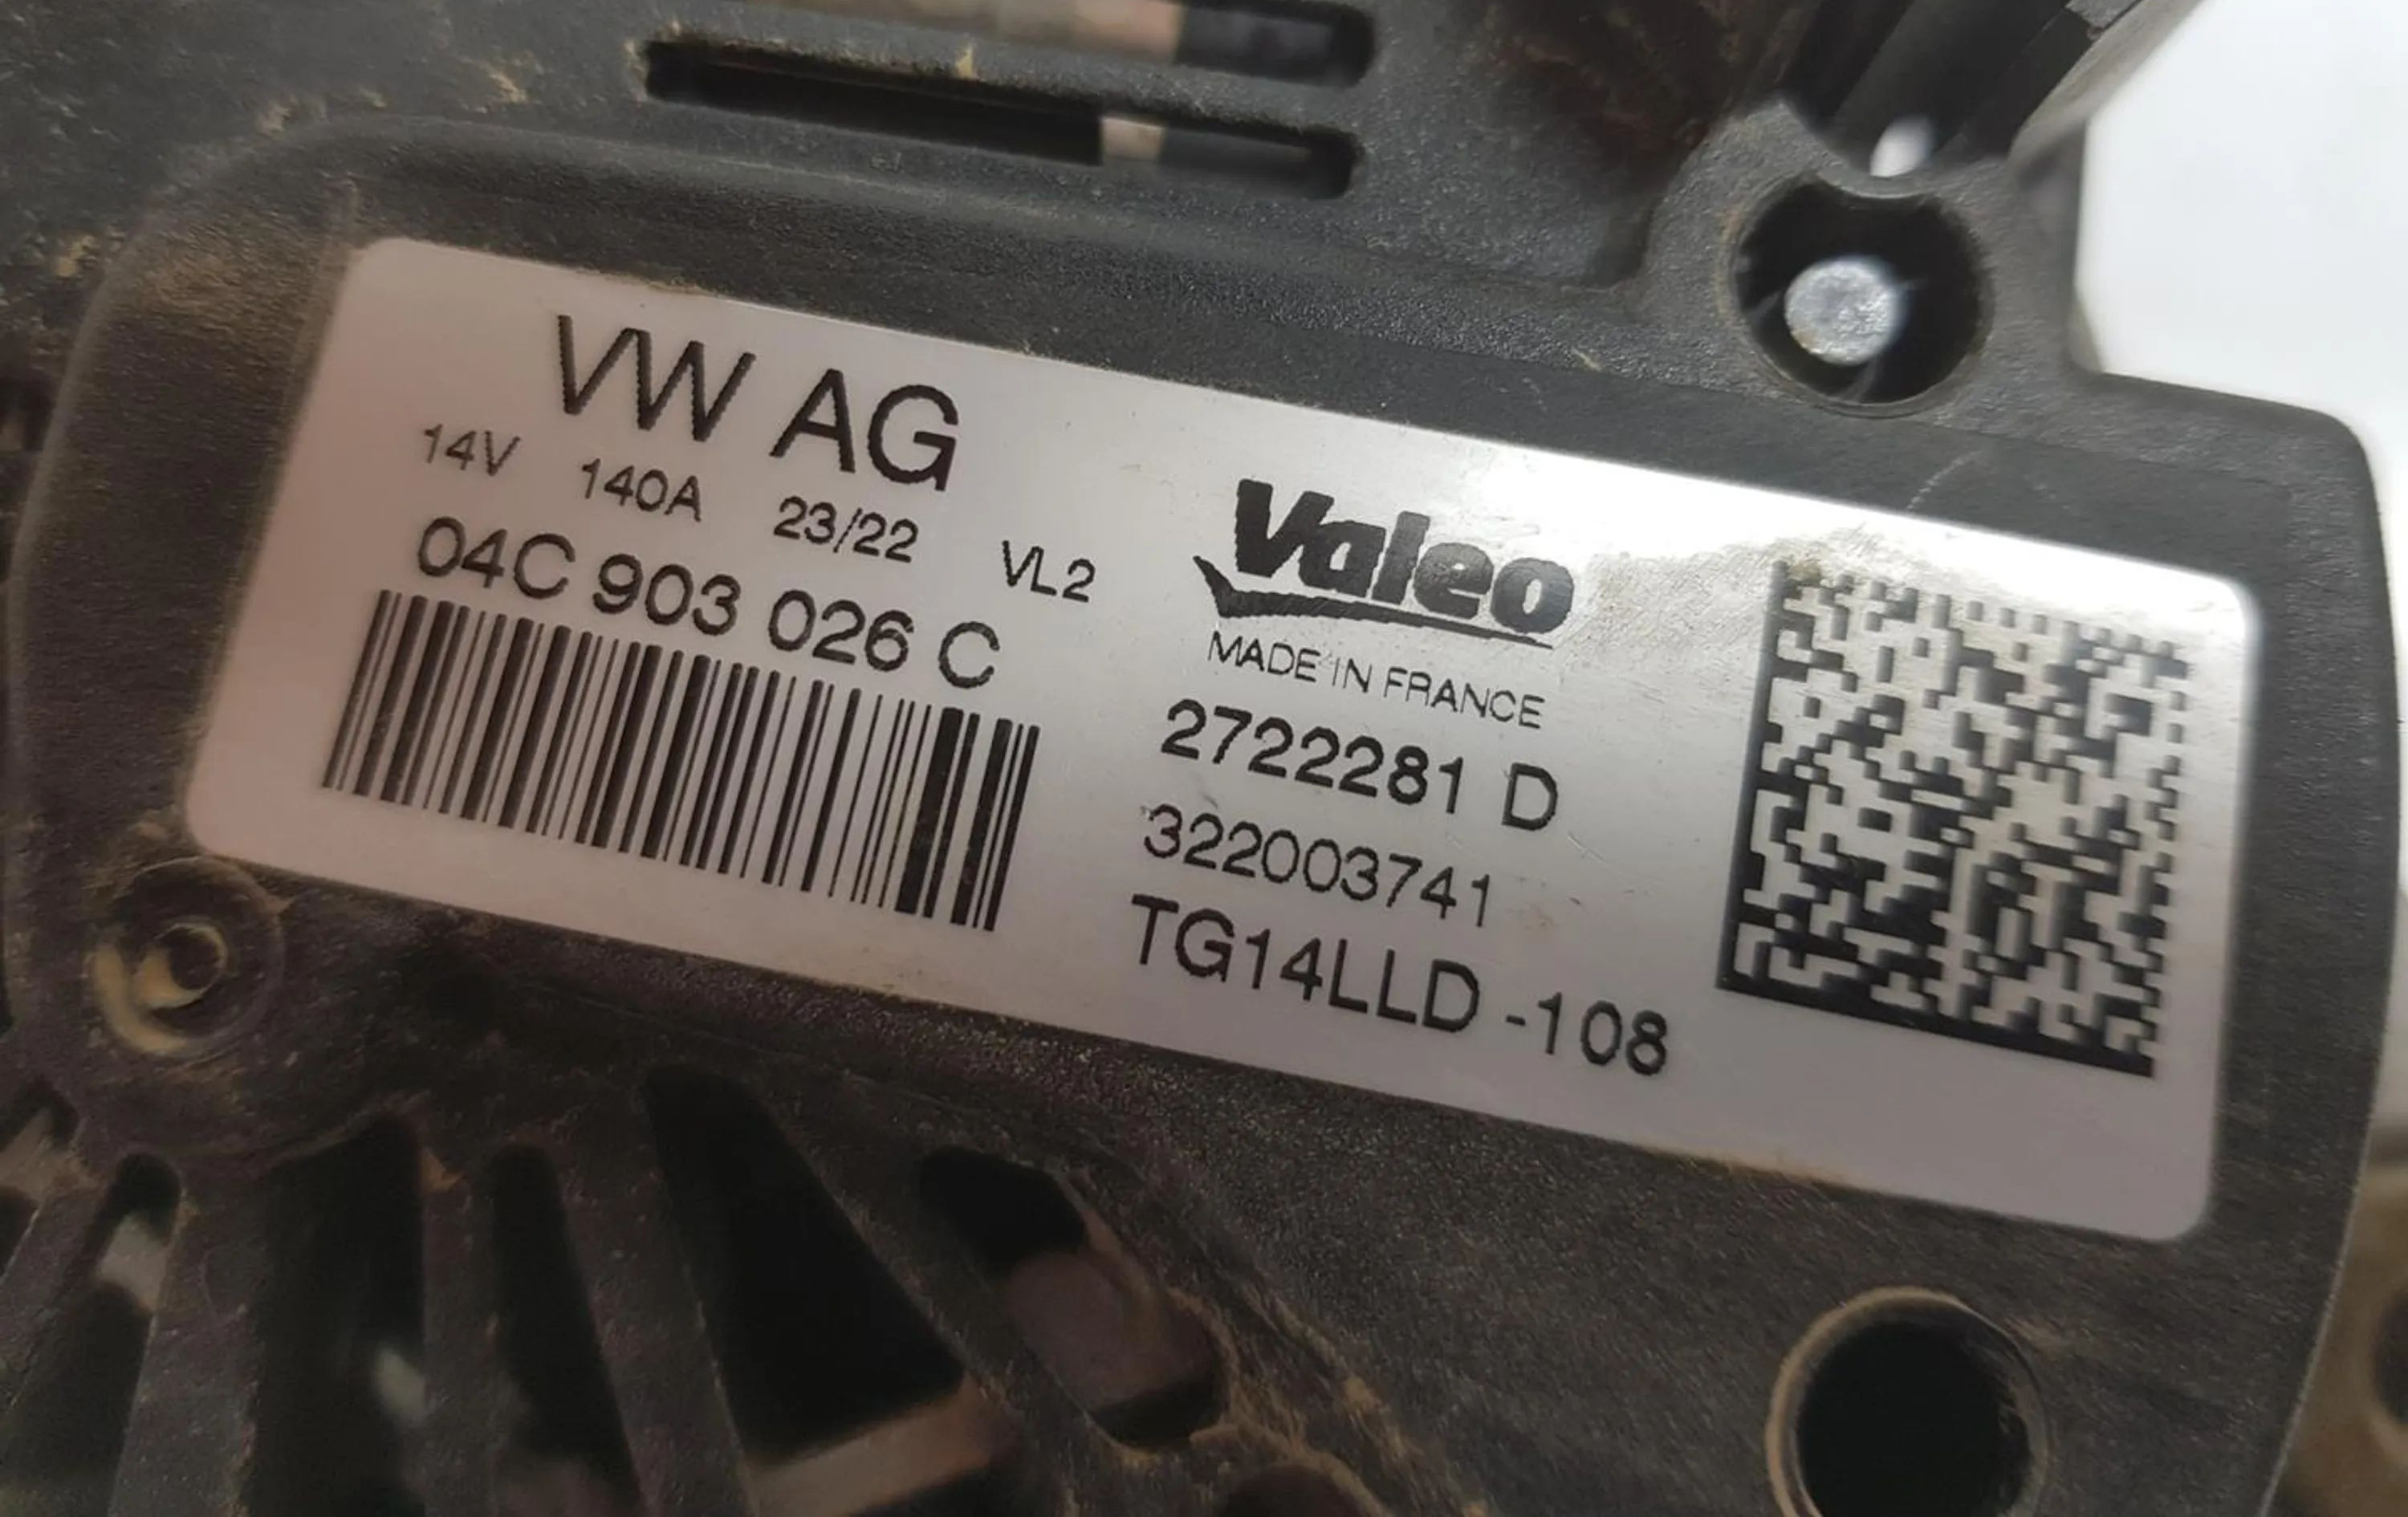 VW AG
14V 140A 23/22 VL2
04C 903 026 C
Valeo
MADE IN FRANCE
2722281 D
322003741
TG14LLD -108